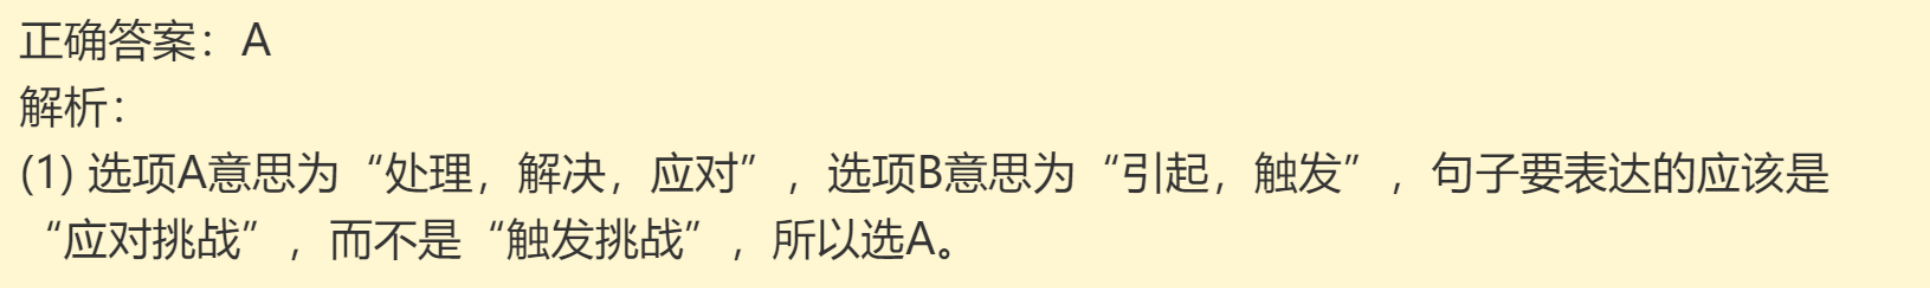 正确答案：A
解析：
(1) 选项A意思为“处理，解决，应对”，选项B意思为“引起，触发”，句子要表达的应该是
“应对挑战”，而不是“触发挑战”，所以选A。